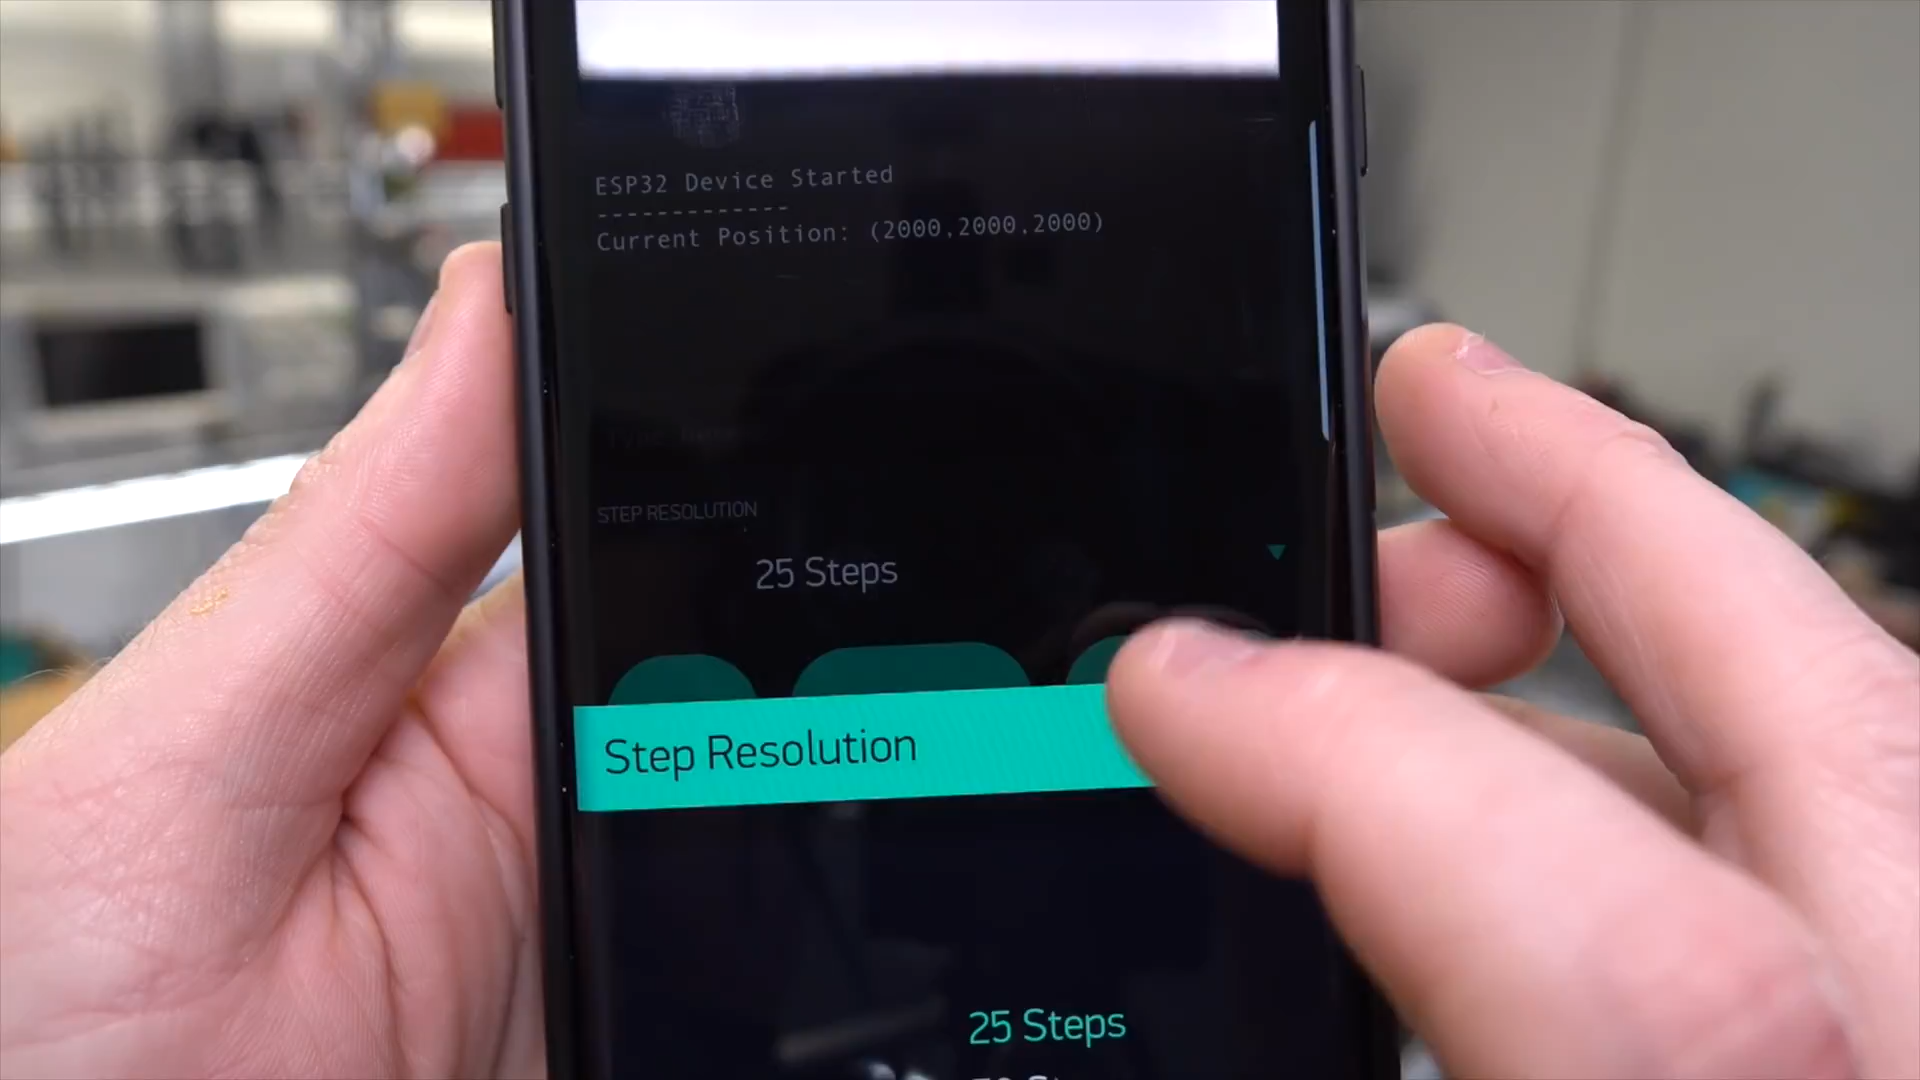 ESP32 Device Started
-------------
Current Position: (2000,2000,2000)
STEP RESOLUTION
25 Steps
Step Resolution
25 Steps